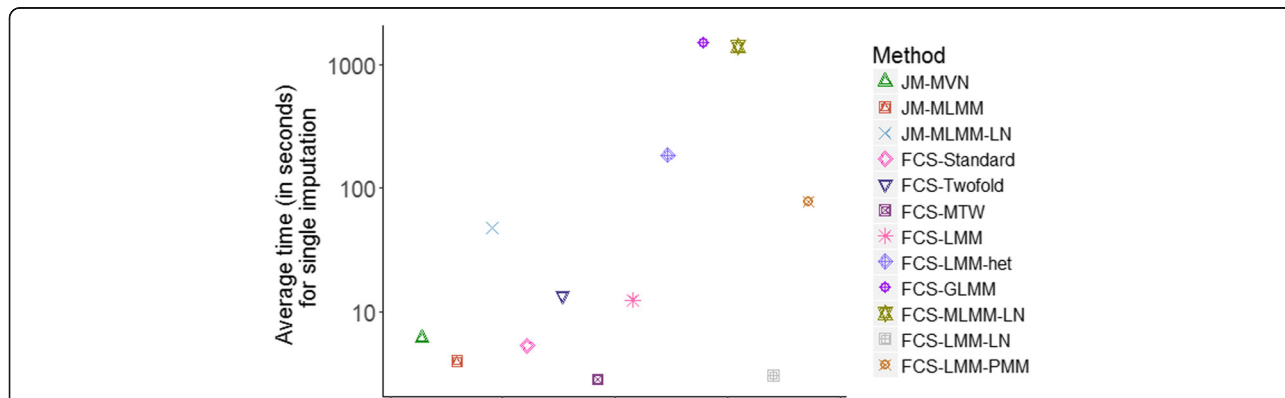 Average time (in seconds)
for single imputation
1000
100
10
Method
JM-MVN
JM-MLMM
JM-MLMM-LN
FCS-Standard
FCS-Twofold
FCS-MTW
FCS-LMM
FCS-LMM-het
FCS-GLMM
FCS-MLMM-LN
FCS-LMM-LN
FCS-LMM-PMM